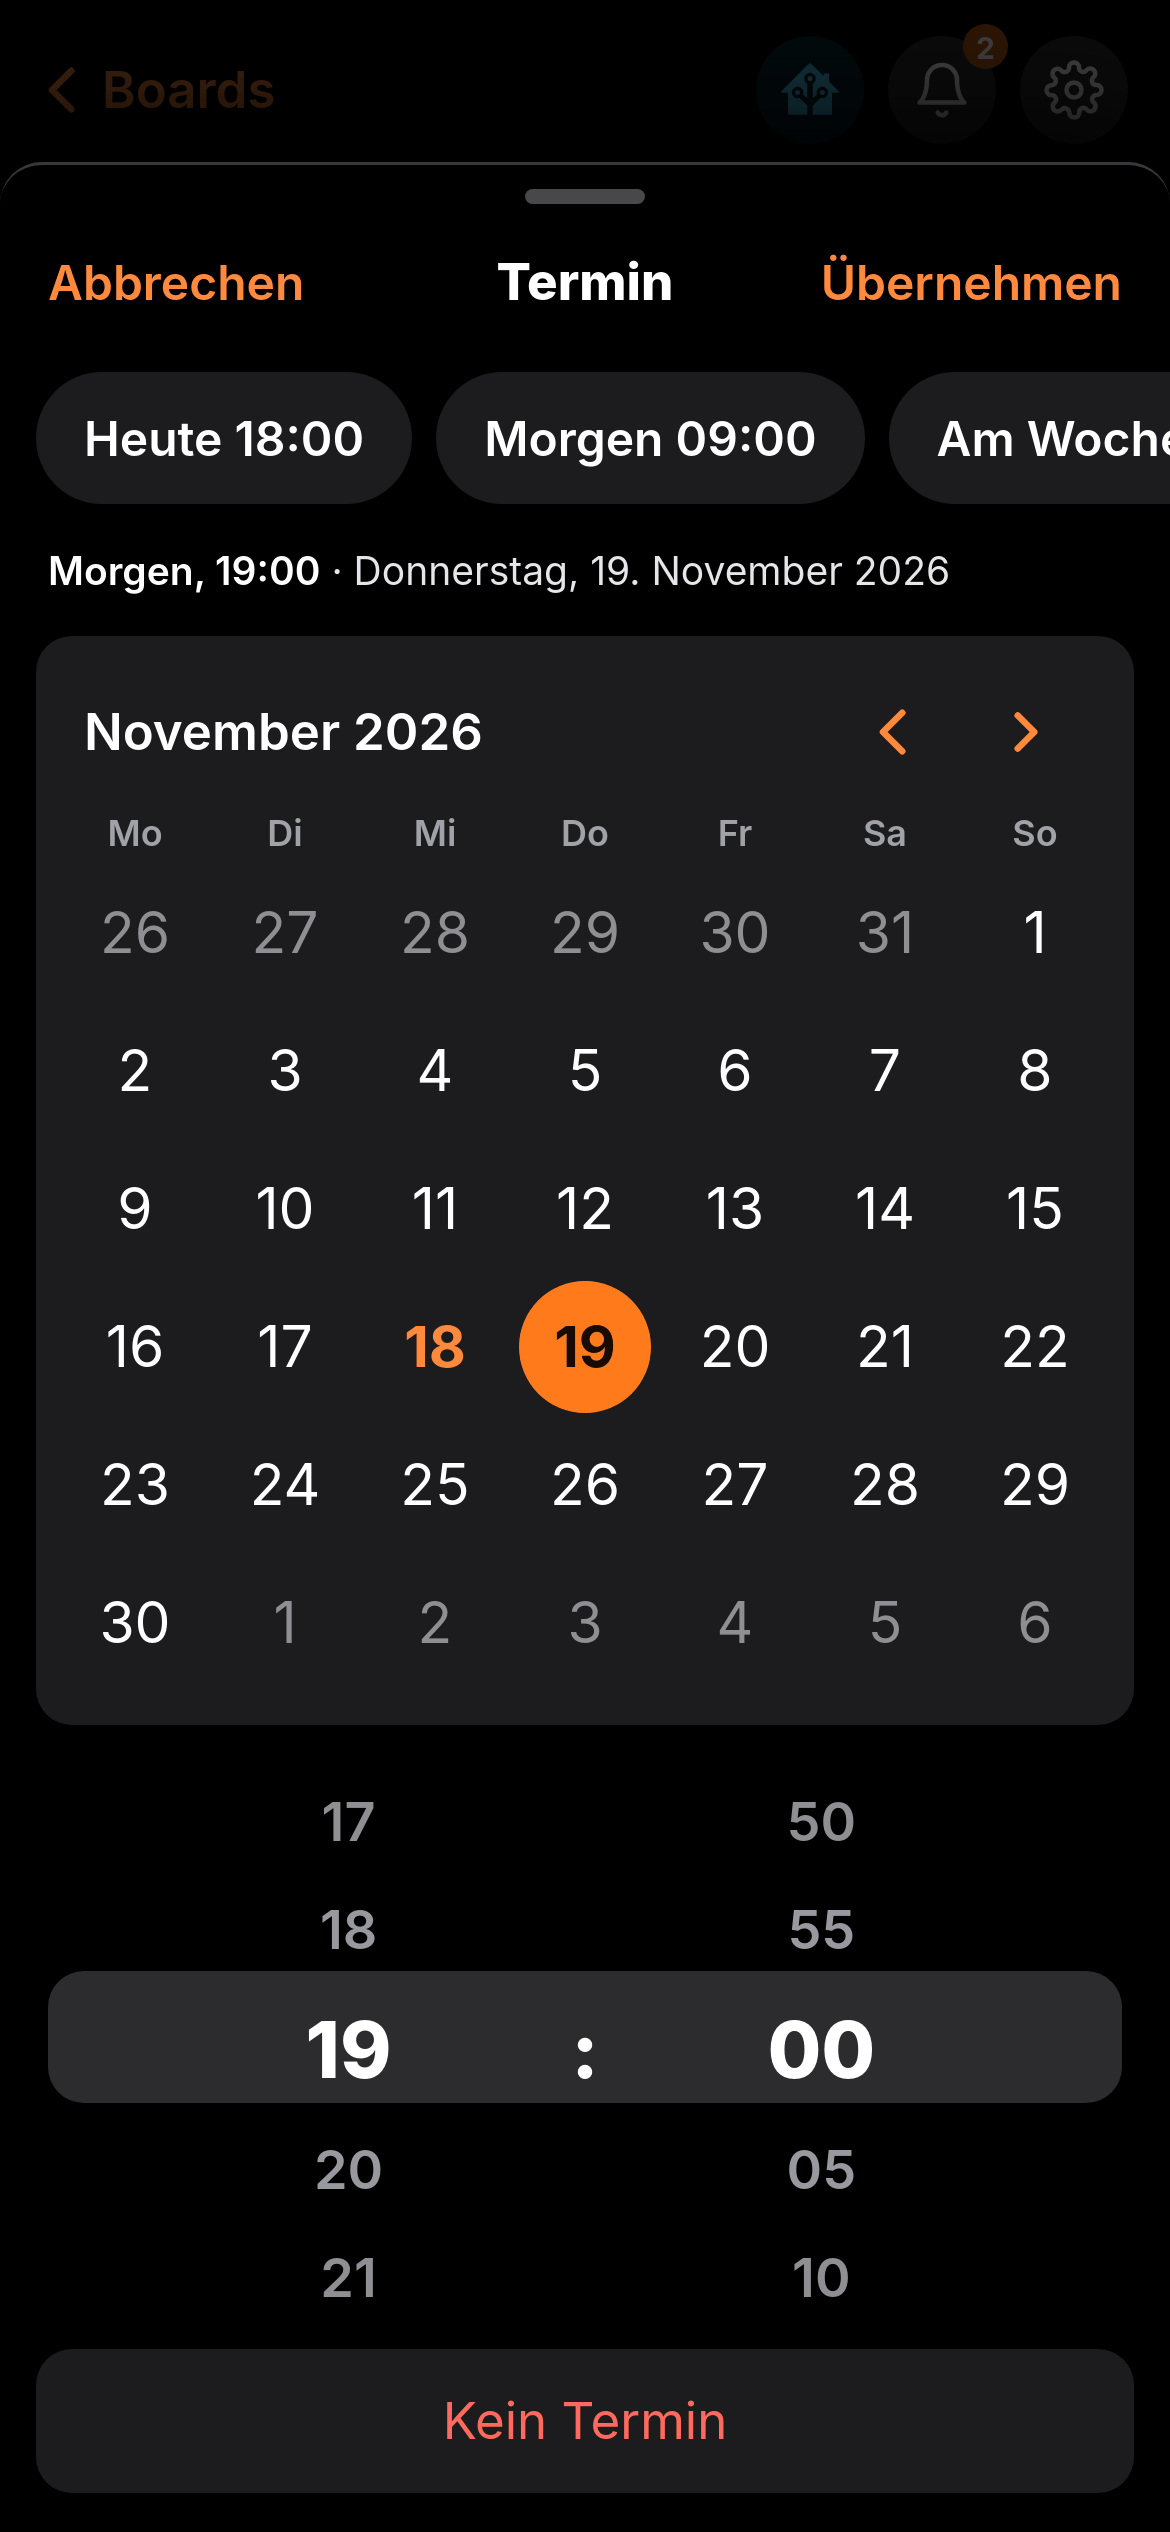 Boards
2
Abbrechen Termin Übernehmen
Heute 18:00 Morgen 09:00 Am Woche
Morgen, 19:00 · Donnerstag, 19. November 2026
November 2026
Mo Di Mi Do Fr Sa So
26 27 28 29 30 31 1
2 3 4 5 6 7 8
9 10 11 12 13 14 15
16 17 18 19 20 21 22
23 24 25 26 27 28 29
30 1 2 3 4 5 6
17 50
18 55
19 : 00
20 05
21 10
Kein Termin